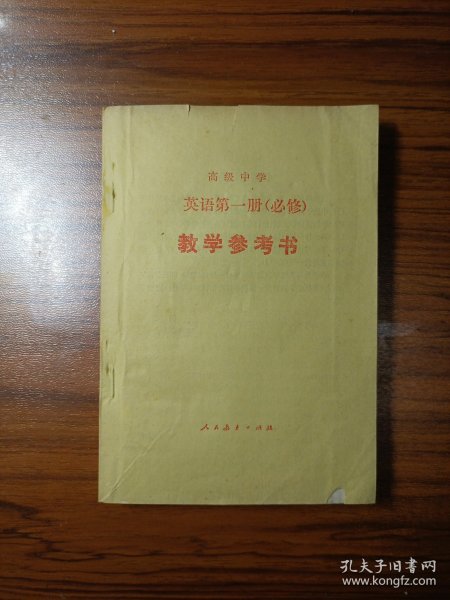 高级中学
英语第一册（必修）
教学参考书
人民教育出版社
孔夫子旧书网
www.kongfz.com